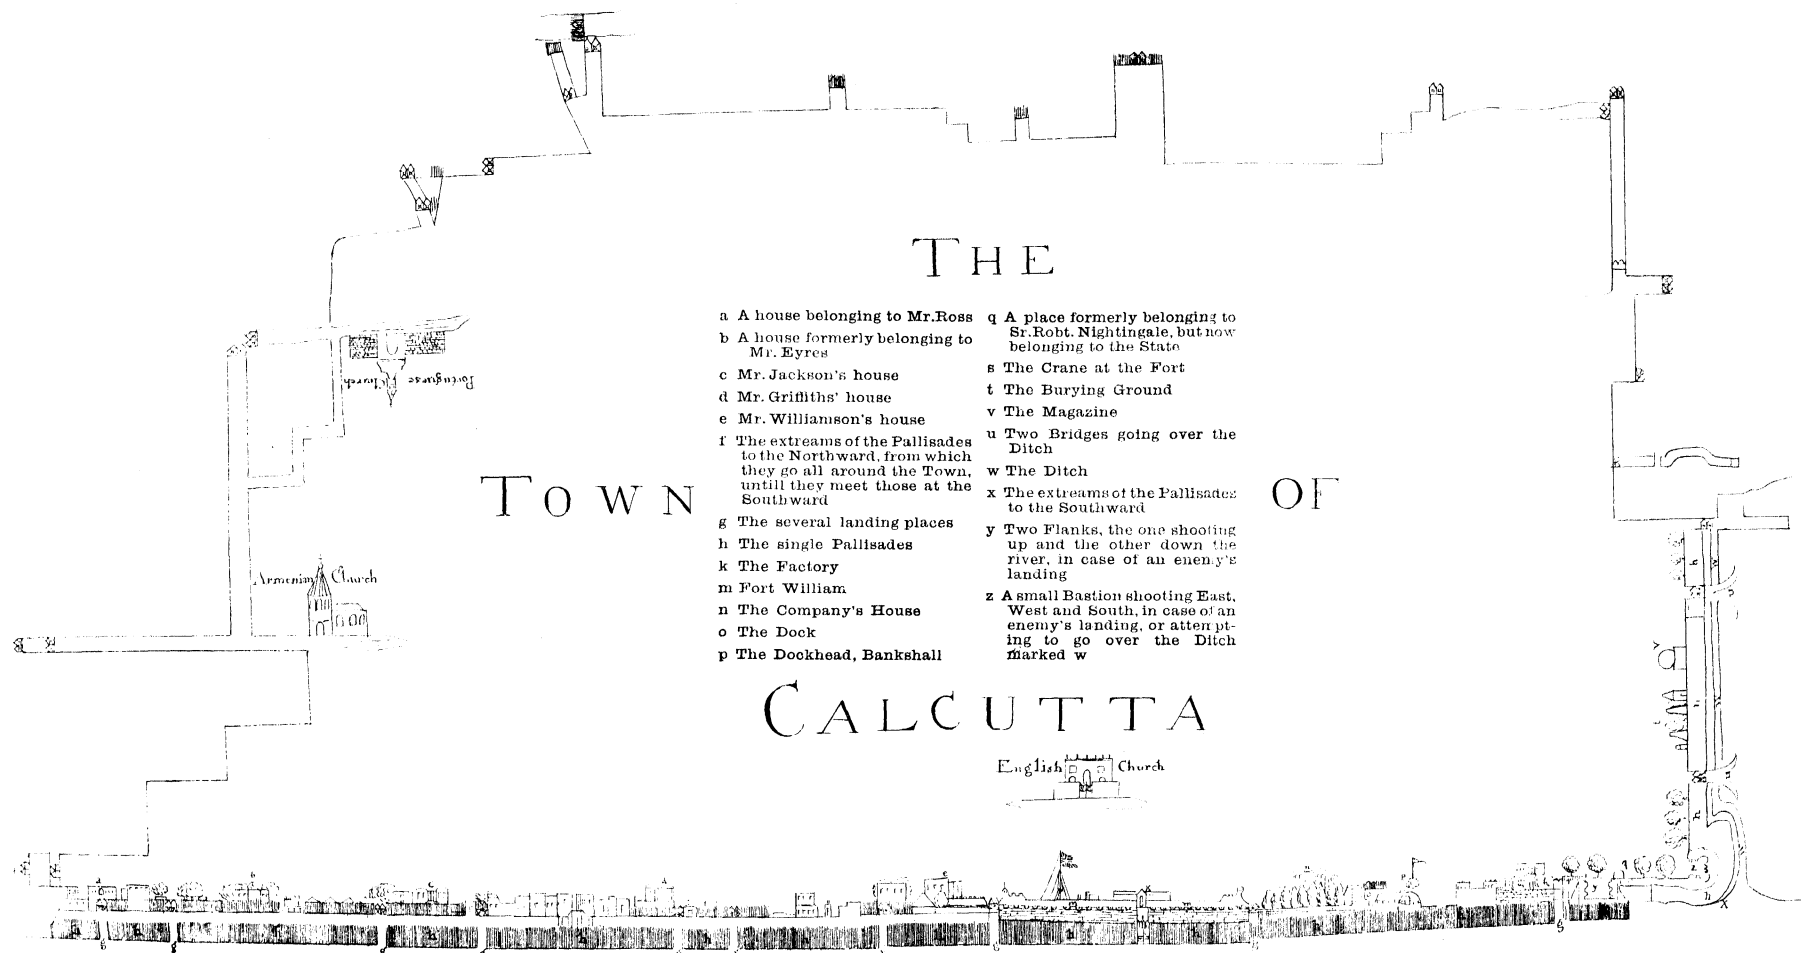 THE
a A house belonging to Mr.Ross
b A house formerly belonging to
Mr. Eyres
c Mr. Jackson's house
d Mr. Griffiths' house
e Mr. Williamson's house
f The extreams of the Pallisades
to the Northward, from which
they go all around the Town,
untill they meet those at the
Southward
g The several landing places
h The single Pallisades
k The Factory
m Fort William
n The Company's House
o The Dock
p The Dockhead, Bankshall
q A place formerly belonging to
Sr.Robt. Nightingale, but now
belonging to the State
s The Crane at the Fort
t The Burying Ground
v The Magazine
u Two Bridges going over the
Ditch
w The Ditch
x The extreams of the Pallisades
to the Southward
y Two Flanks, the one shooting
up and the other down the
river, in case of an enemy's
landing
z A small Bastion shooting East,
West and South, in case of an
enemy's landing, or attempt-
ing to go over the Ditch
marked w
TOWN
OF
CALCUTTA
Portuguese Church
Armenian Church
English Church